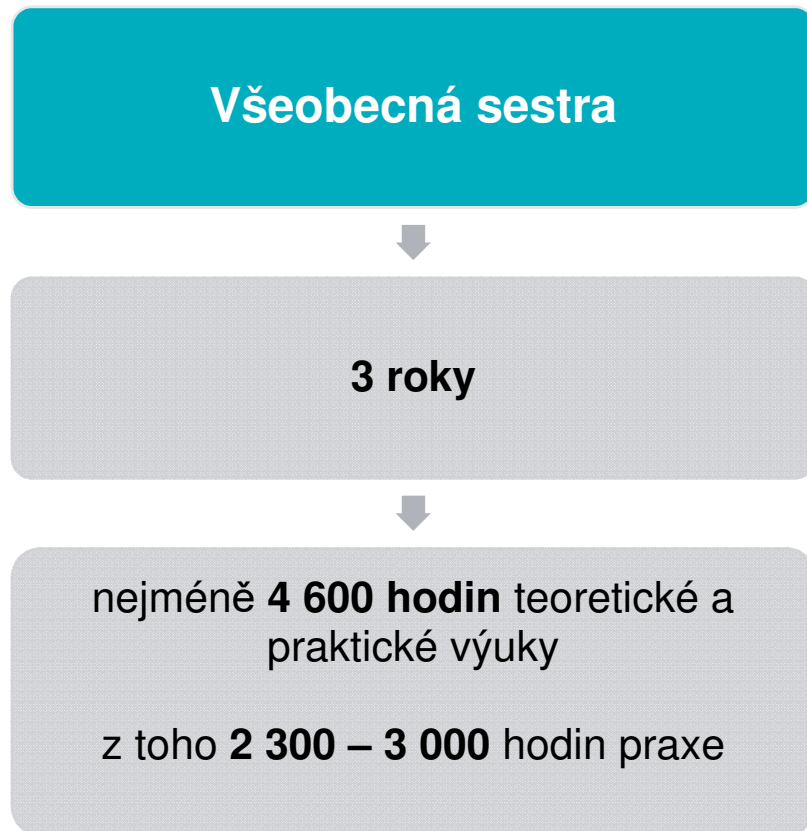 Všeobecná sestra
3 roky
nejméně 4 600 hodin teoretické a
praktické výuky
z toho 2 300 – 3 000 hodin praxe